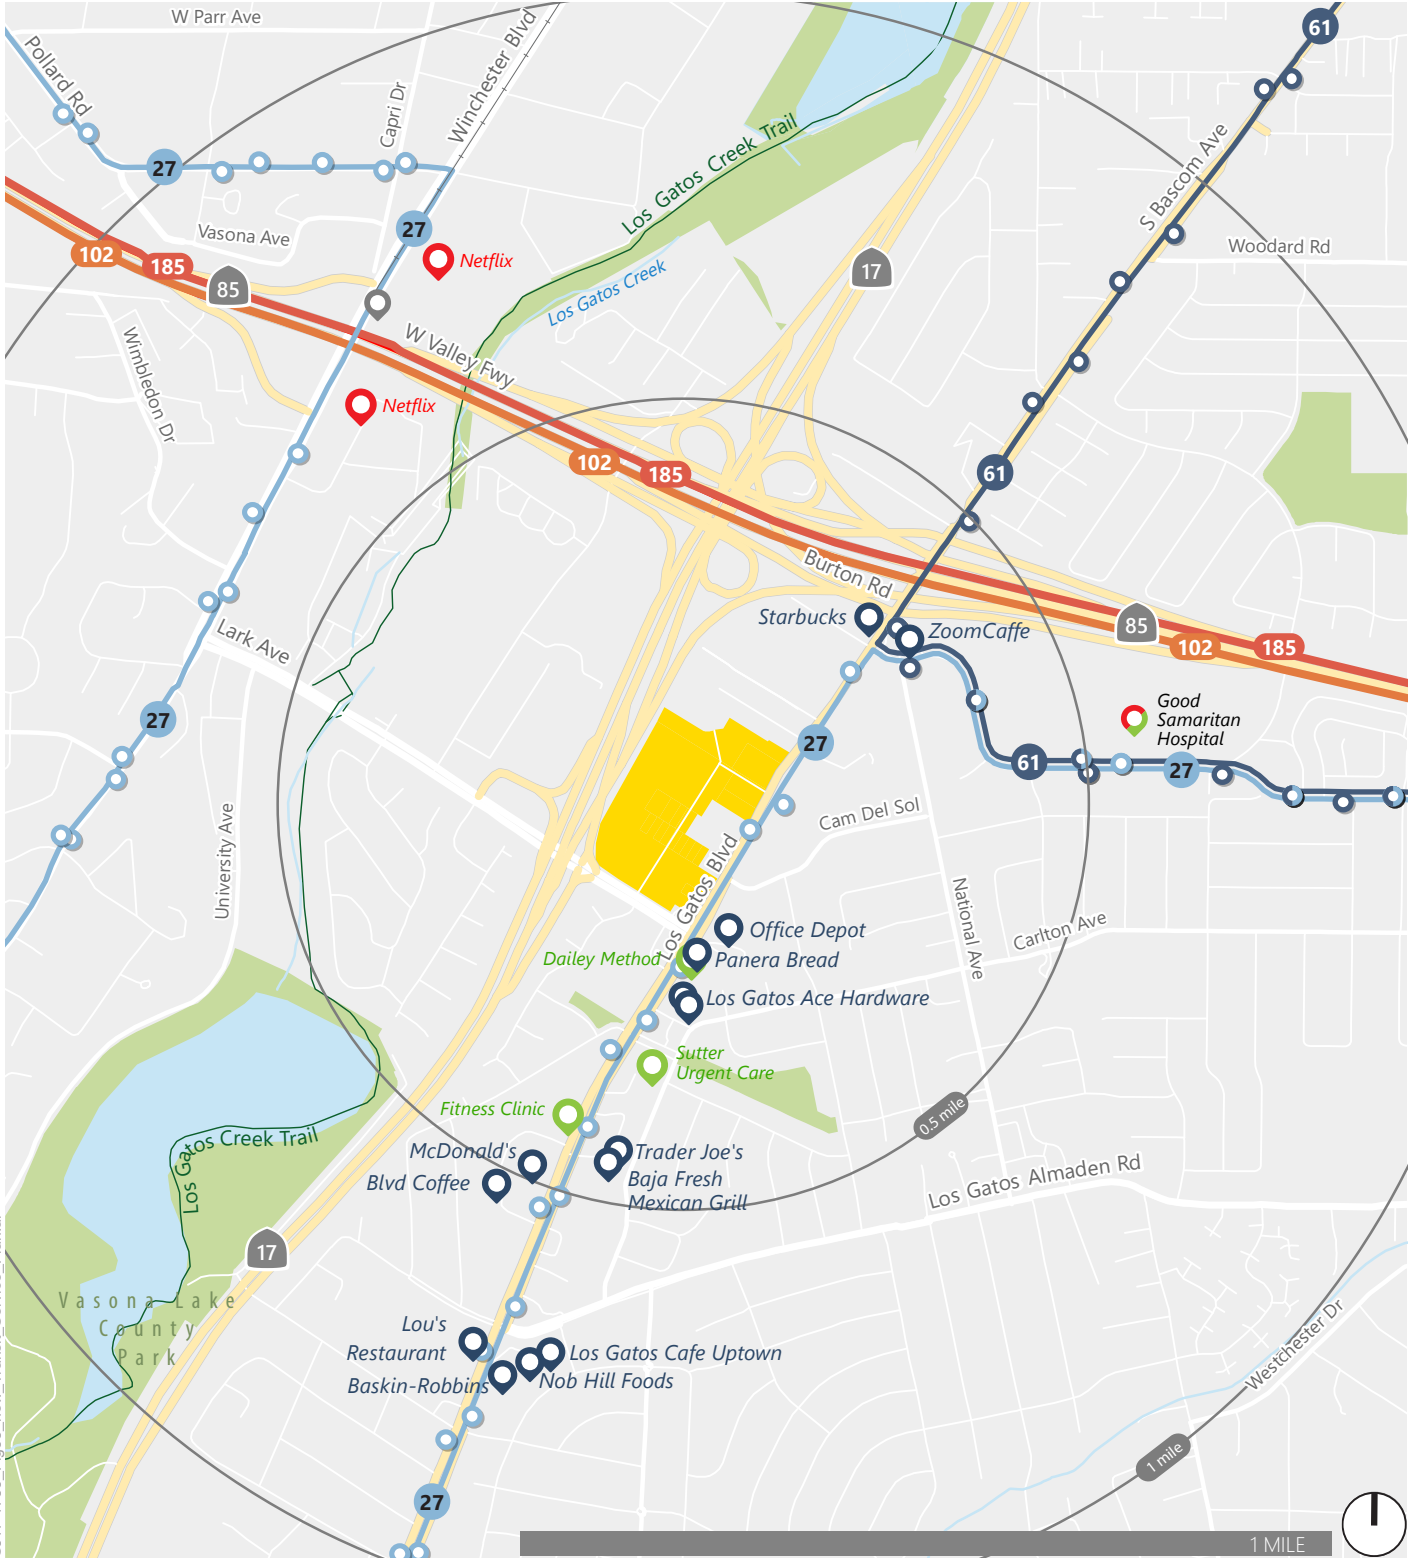 W Parr Ave
61
Pollard Rd
Capri Dr
Winchester Blvd
Los Gatos Creek Trail
S Bascom Ave
27
Vasona Ave
27
Woodard Rd
102
185
85
Netflix
Los Gatos Creek
17
Wimbledon Dr
W Valley Fwy
Netflix
102
185
61
Burton Rd
Starbucks
ZoomCaffe
85
102
185
Lark Ave
27
27
Good
Samaritan
Hospital
61
27
University Ave
Cam Del Sol
Los Gatos Blvd
National Ave
Carlton Ave
Office Depot
Dailey Method
Panera Bread
Los Gatos Ace Hardware
Sutter
Urgent Care
Fitness Clinic
0.5 mile
Los Gatos Creek Trail
McDonald's
Trader Joe's
Blvd Coffee
Baja Fresh
Mexican Grill
Los Gatos Almaden Rd
17
Vasona Lake
County
Park
Lou's
Restaurant
Los Gatos Cafe Uptown
Baskin-Robbins
Nob Hill Foods
Westchester Dr
1 mile
27
1 MILE